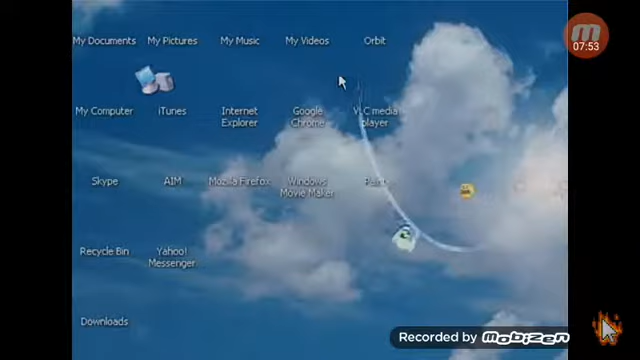 My Documents My Pictures My Music My Videos Orbit
07:53
My Computer iTunes Internet Explorer Google Chrome VLC media player
Skype AIM Mozilla Firefox Windows Movie Maker Paint
Recycle Bin Yahoo! Messenger
Downloads
Recorded by mobizen